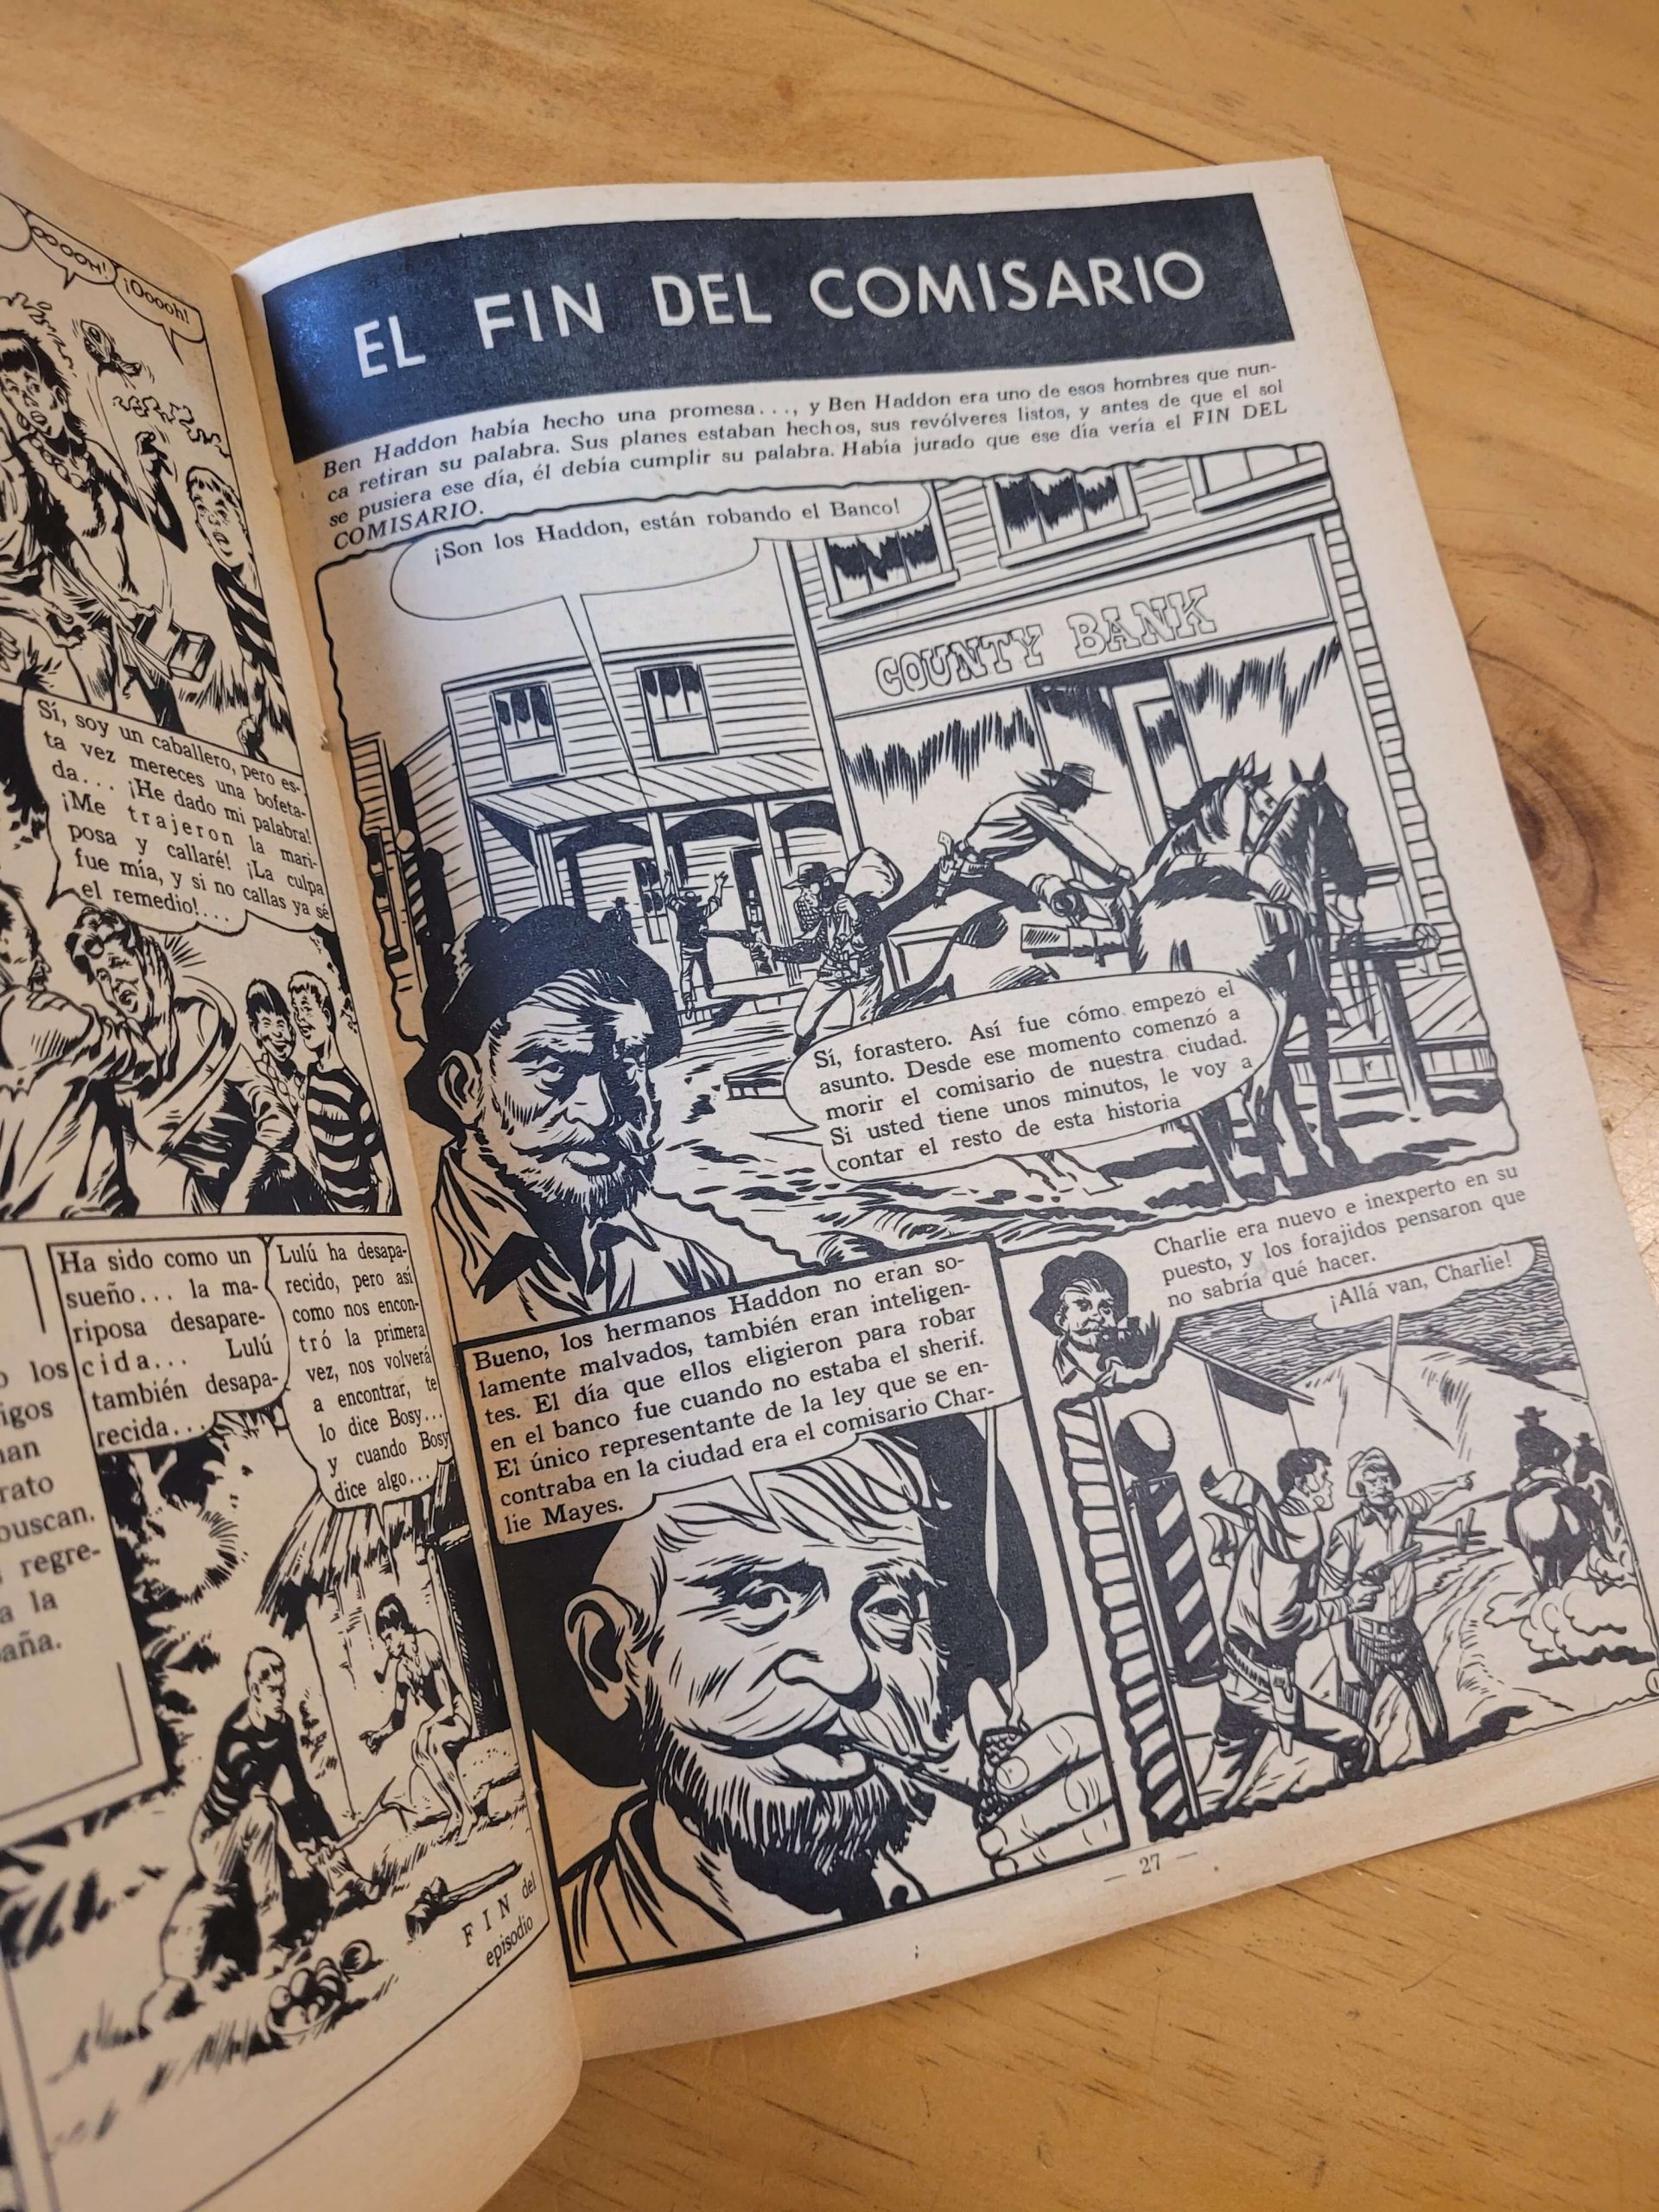 OOOOH!
¡Ooooh!
Sí, soy un caballero, pero es-
ta vez mereces una bofeta-
da... ¡He dado mi palabra!
¡Me trajeron la mari-
posa y callaré! ¡La culpa
fue mía, y si no callas ya sé
el remedio!...
los
igos
rato
buscan.
regre-
a la
Ha sido como un
sueño... la ma-
riposa desapare-
cida... Lulú
también desapa-
recida...
Lulú ha desapa-
recido, pero así
como nos encon-
tró la primera
vez, nos volverá
a encontrar, te
lo dice Bosy...
y cuando Bosy
dice algo...
FIN del
episodio
EL FIN DEL COMISARIO
Ben Haddon había hecho una promesa..., y Ben Haddon era uno de esos hombres que nun-
ca retiran su palabra. Sus planes estaban hechos, sus revólveres listos, y antes de que el sol
se pusiera ese día, él debía cumplir su palabra. Había jurado que ese día vería el FIN DEL
COMISARIO.
¡Son los Haddon, están robando el Banco!
COUNTY BANK
Sí, forastero. Así fue cómo empezó el
asunto. Desde ese momento comenzó a
morir el comisario de nuestra ciudad.
Si usted tiene unos minutos, le voy a
contar el resto de esta historia
Bueno, los hermanos Haddon no eran so-
lamente malvados, también eran inteligen-
tes. El día que ellos eligieron para robar
en el banco fue cuando no estaba el sherif.
El único representante de la ley que se en-
contraba en la ciudad era el comisario Char-
lie Mayes.
Charlie era nuevo e inexperto en su
puesto, y los forajidos pensaron que
no sabría qué hacer.
¡Allá van, Charlie!
— 27 —